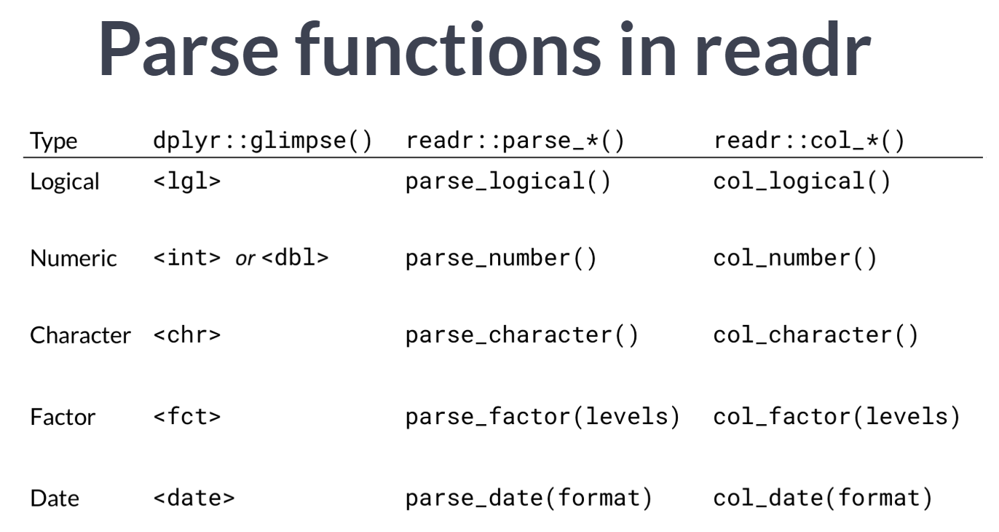 Parse functions in readr
Type dplyr::glimpse() readr::parse_*() readr::col_*()
Logical <lgl> parse_logical() col_logical()
Numeric <int> or <dbl> parse_number() col_number()
Character <chr> parse_character() col_character()
Factor <fct> parse_factor(levels) col_factor(levels)
Date <date> parse_date(format) col_date(format)